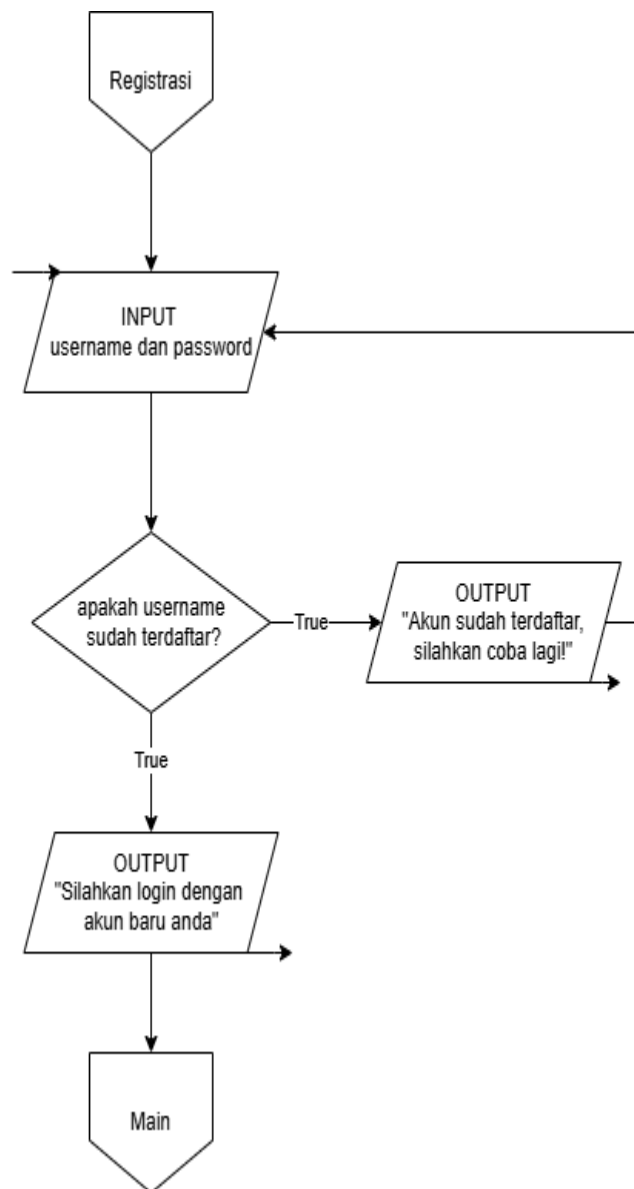 Registrasi
INPUT
username dan password
apakah username
sudah terdaftar?
True
OUTPUT
"Akun sudah terdaftar,
silahkan coba lagi!"
True
OUTPUT
"Silahkan login dengan
akun baru anda"
Main